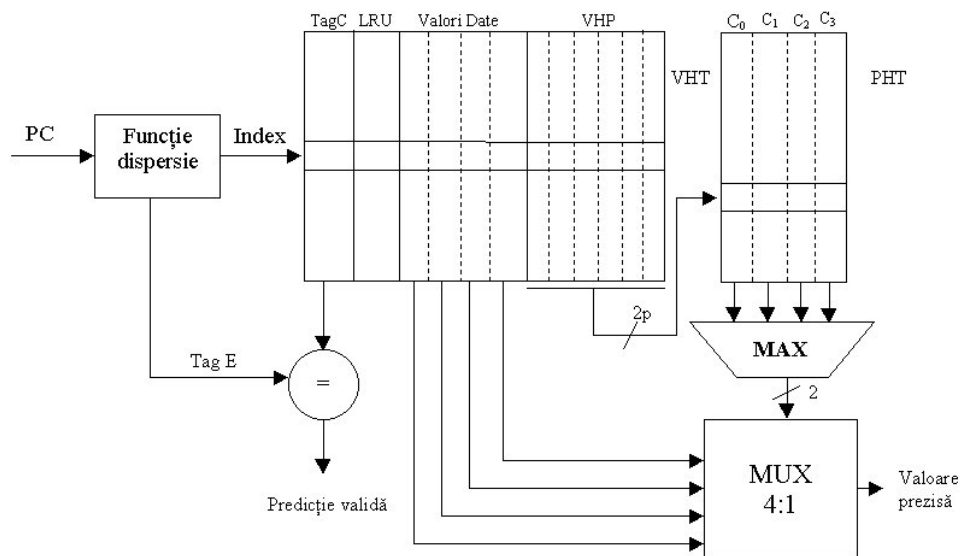 TagC LRU Valori Date VHP C0 C1 C2 C3
VHT PHT
PC Funcție Index
dispersie
2p
MAX
Tag E =
2
MUX Valoare
4:1 prezisă
Predicție validă